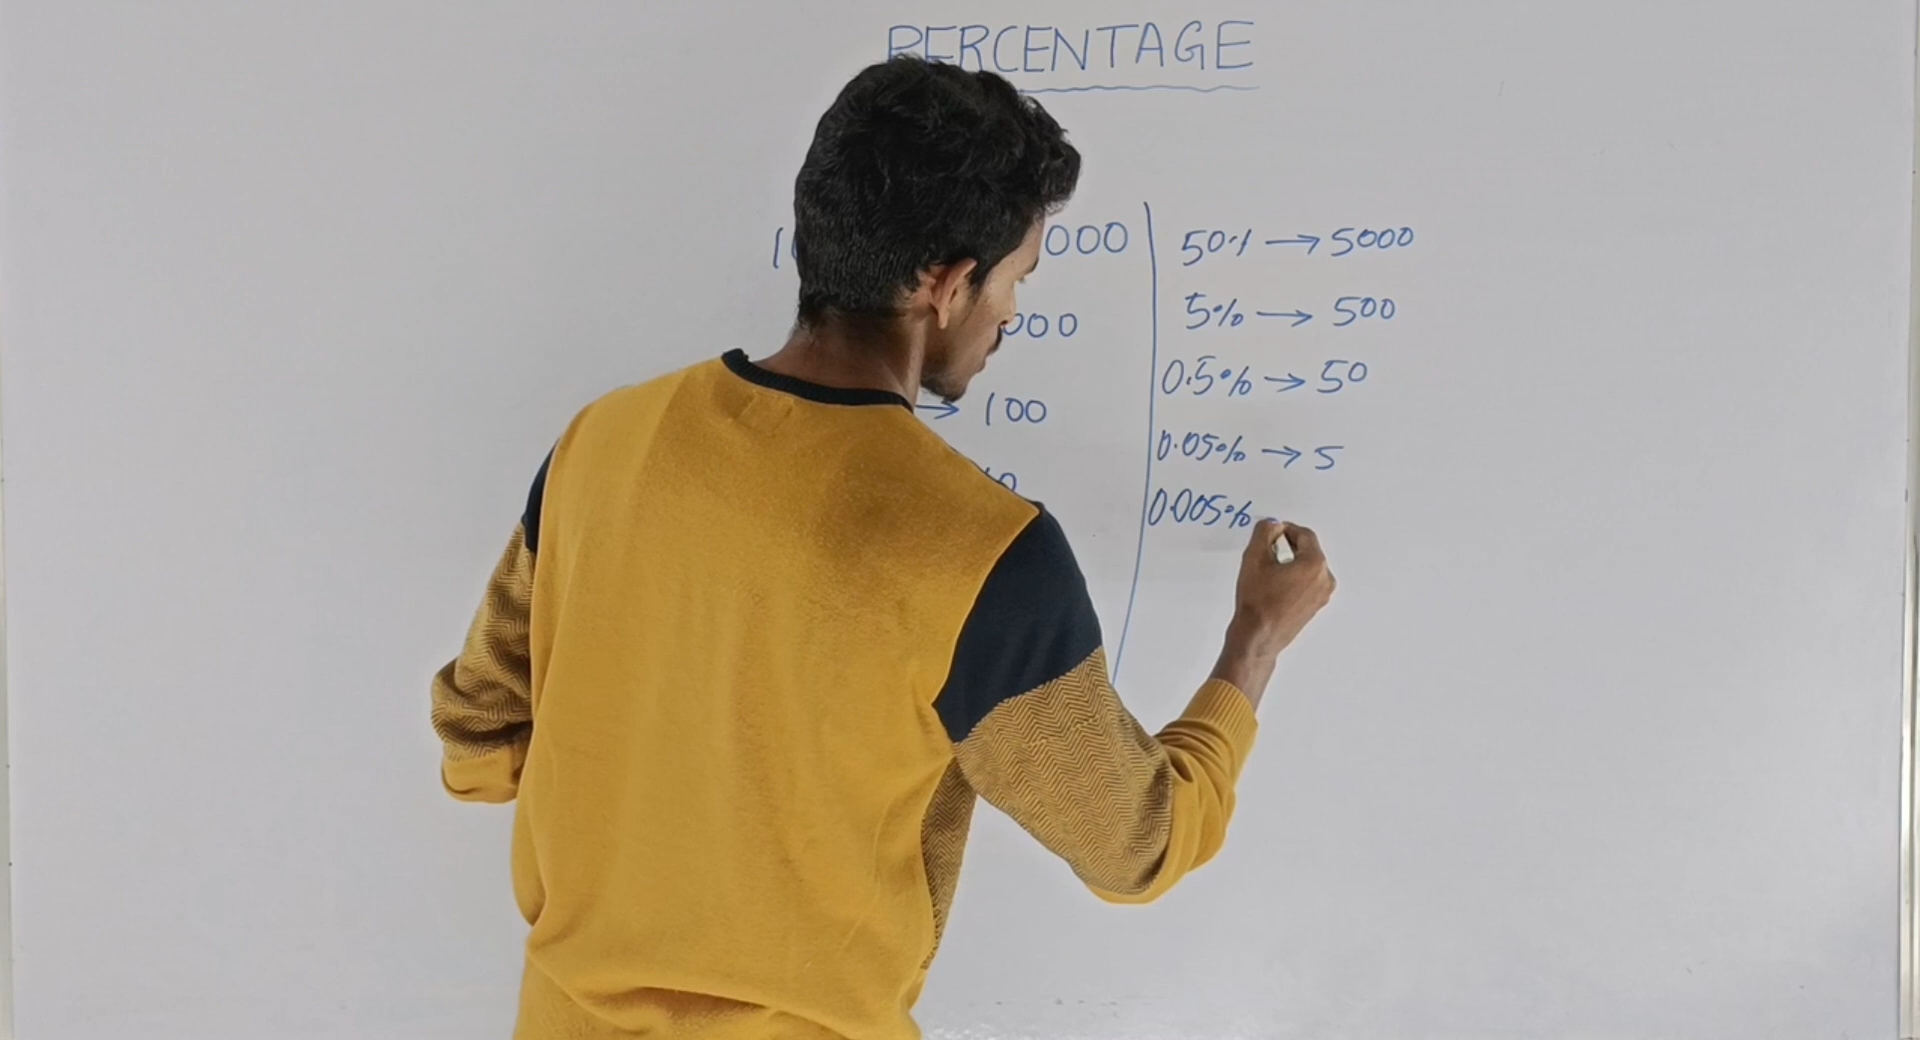 PERCENTAGE
000
000
→ 100
50% → 5000
5% → 500
0.5% → 50
0.05% → 5
0.005%